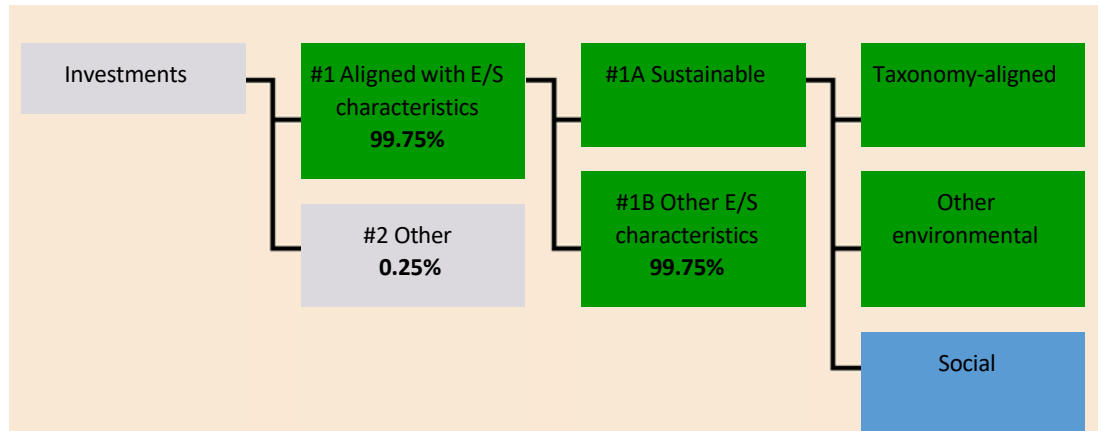 Investments
#1 Aligned with E/S
characteristics
99.75%
#2 Other
0.25%
#1A Sustainable
#1B Other E/S
characteristics
99.75%
Taxonomy-aligned
Other
environmental
Social